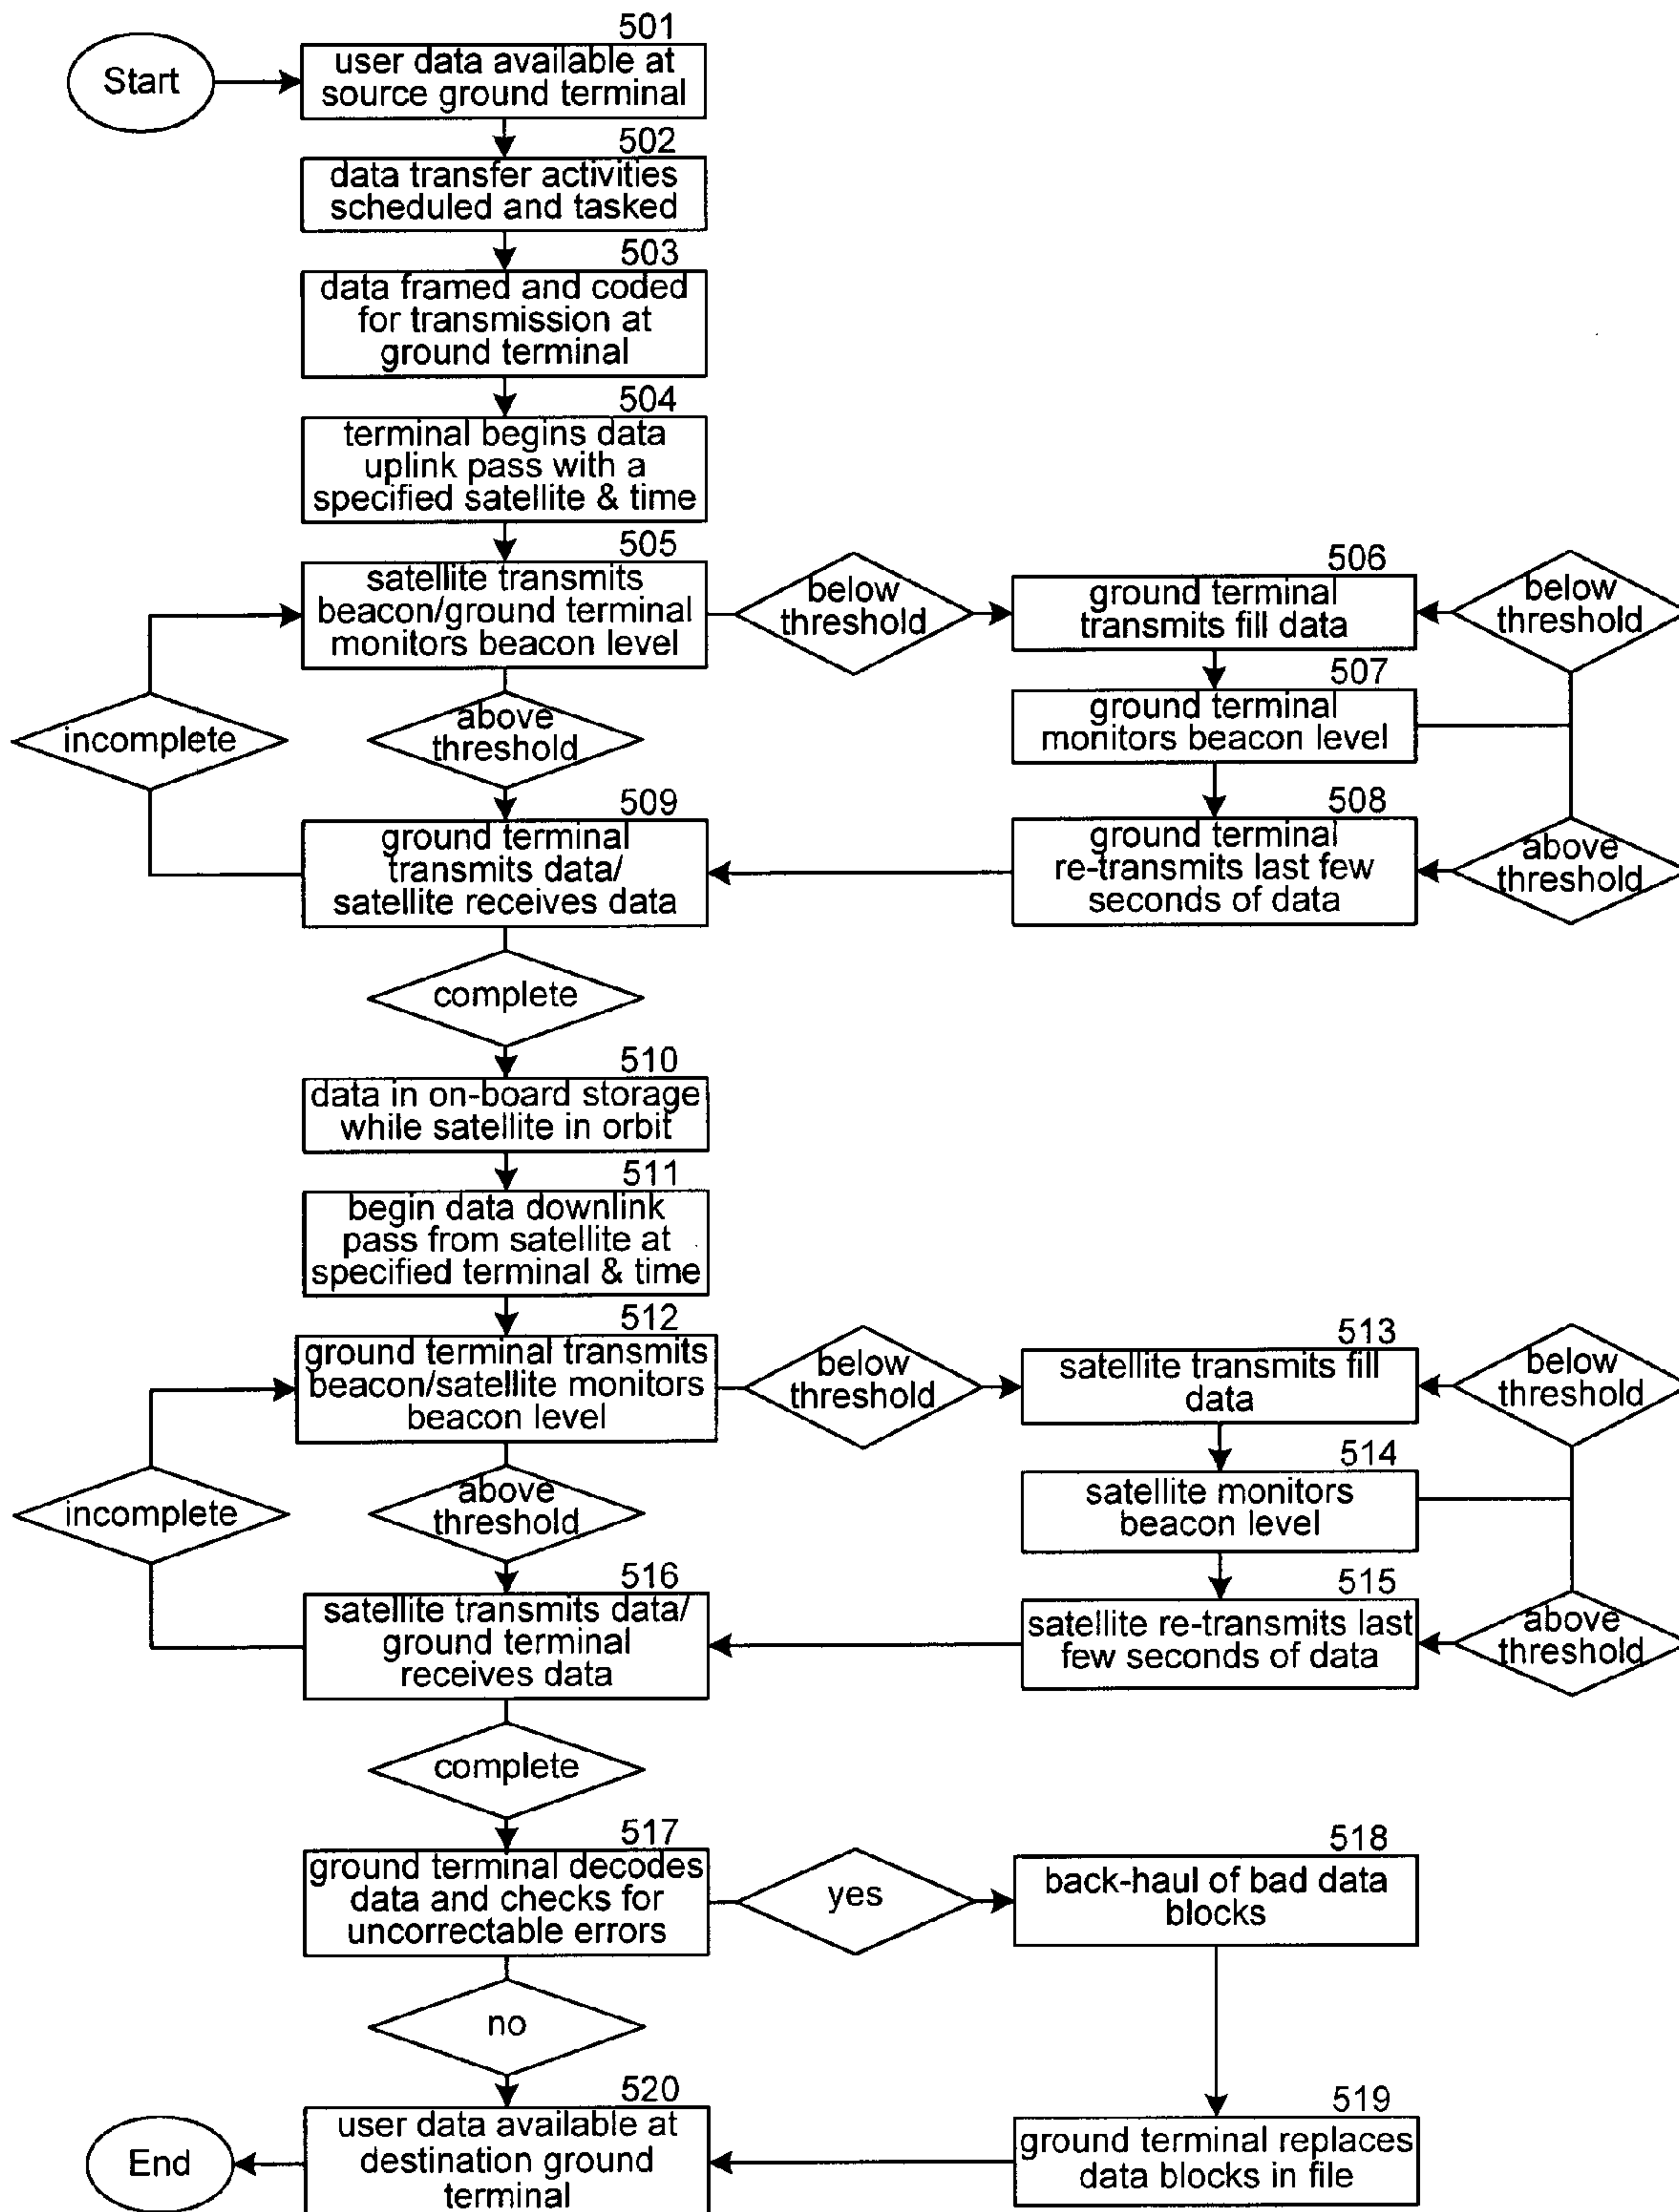 501
Start
user data available at
source ground terminal
502
data transfer activities
scheduled and tasked
503
data framed and coded
for transmission at
ground terminal
504
terminal begins data
uplink pass with a
specified satellite & time
505
satellite transmits
beacon/ground terminal
monitors beacon level
below
threshold
506
ground terminal
transmits fill data
below
threshold
507
ground terminal
monitors beacon level
incomplete
above
threshold
508
ground terminal
re-transmits last few
seconds of data
above
threshold
509
ground terminal
transmits data/
satellite receives data
complete
510
data in on-board storage
while satellite in orbit
511
begin data downlink
pass from satellite at
specified terminal & time
512
ground terminal transmits
beacon/satellite monitors
beacon level
below
threshold
513
satellite transmits fill
data
below
threshold
514
satellite monitors
beacon level
incomplete
above
threshold
515
satellite re-transmits last
few seconds of data
above
threshold
516
satellite transmits data/
ground terminal
receives data
complete
517
ground terminal decodes
data and checks for
uncorrectable errors
yes
518
back-haul of bad data
blocks
no
519
ground terminal replaces
data blocks in file
520
user data available at
destination ground
terminal
End